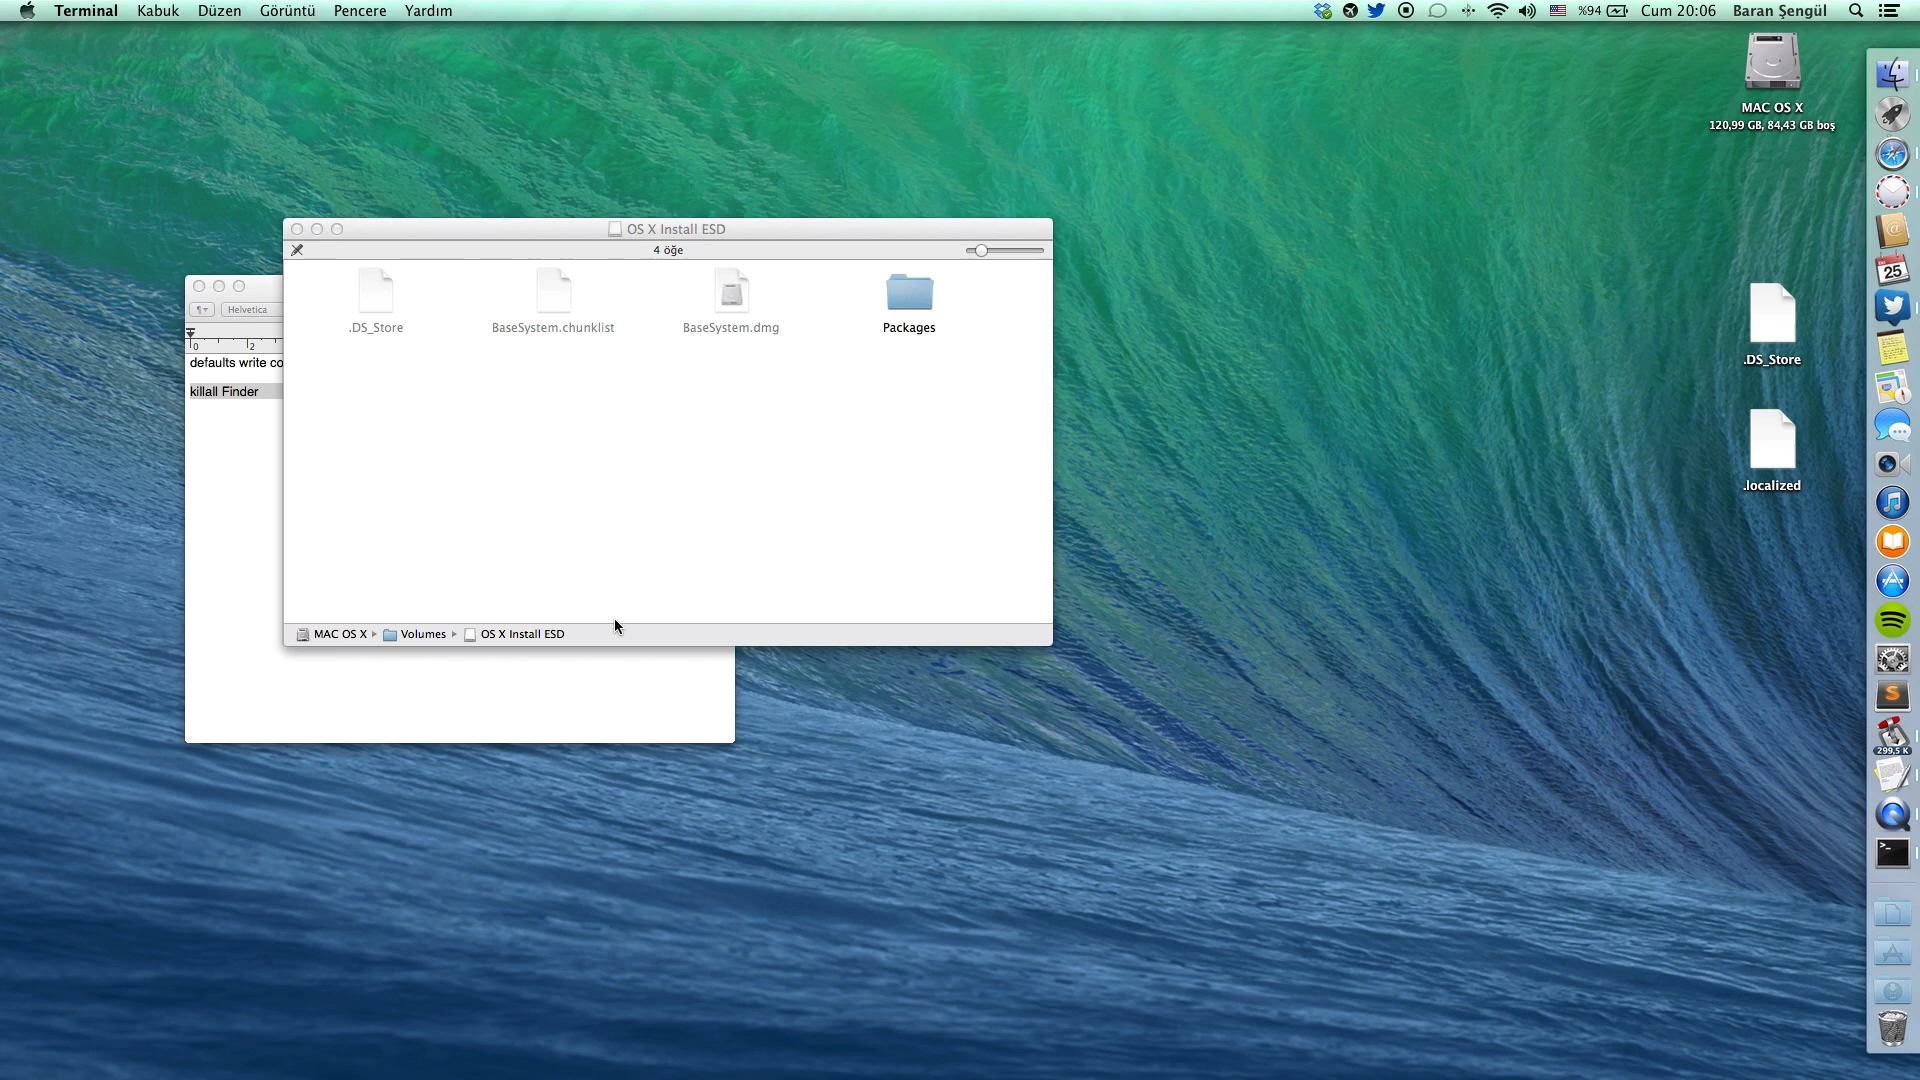 Terminal Kabuk Düzen Görüntü Pencere Yardım %94 Cum 20:06 Baran Şengül
MAC OS X
120,99 GB, 84,43 GB boş
OS X Install ESD
4 öğe
.DS_Store BaseSystem.chunklist BaseSystem.dmg Packages
MAC OS X Volumes OS X Install ESD
Helvetica
0 2
defaults write co
killall Finder
.DS_Store
.localized
25
299,5 K